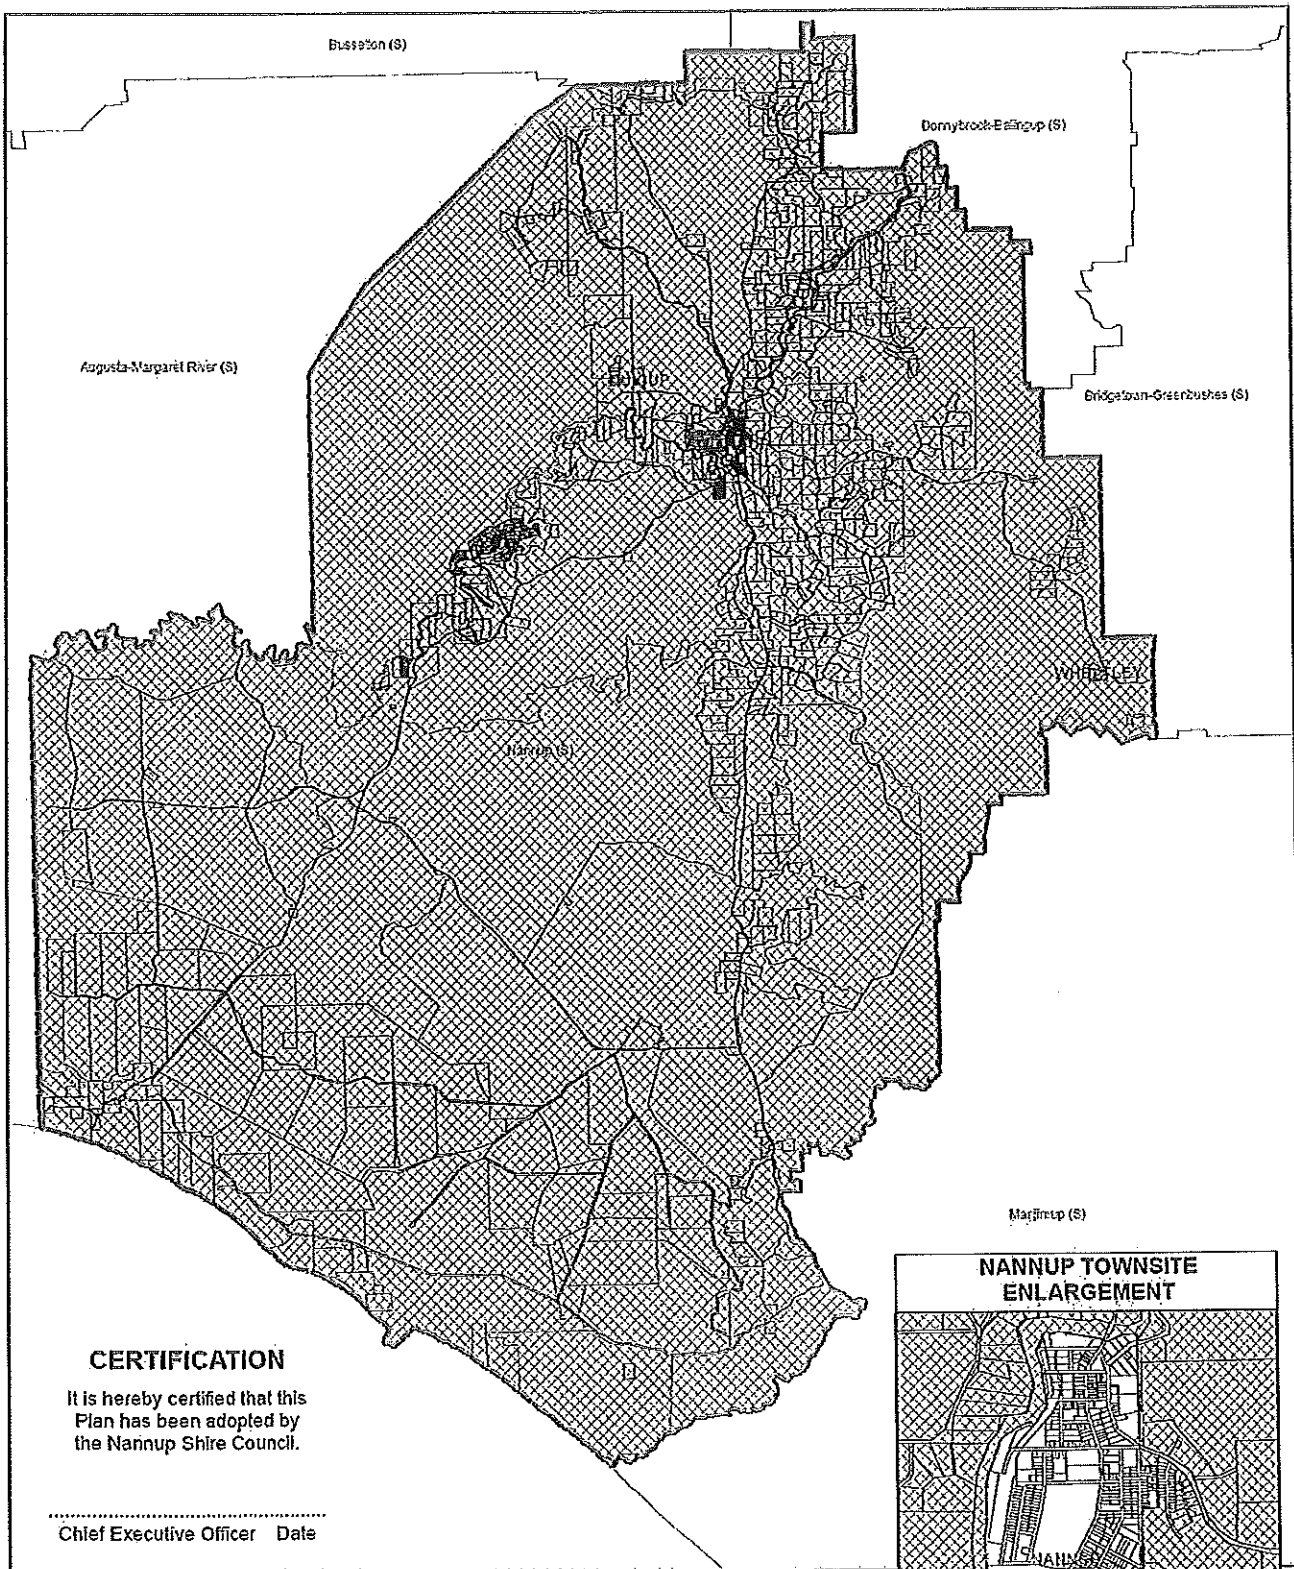 Busselton (S)
Donnybrook-Balingup (S)
Augusta-Margaret River (S)
Bridgetown-Greenbushes (S)
Nannup (S)
Manjimup (S)
NANNUP TOWNSITE
ENLARGEMENT
CERTIFICATION
It is hereby certified that this
Plan has been adopted by
the Nannup Shire Council.
Chief Executive Officer Date